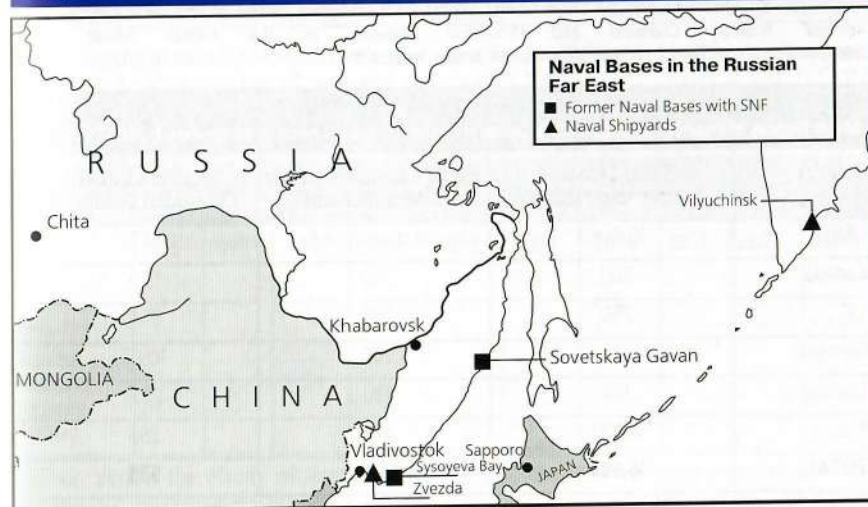 Naval Bases in the Russian
Far East
■ Former Naval Bases with SNF
▲ Naval Shipyards
RUSSIA
Vilyuchinsk
Chita
Khabarovsk
Sovetskaya Gavan
MONGOLIA
CHINA
Vladivostok
Sapporo
Sysoyeva Bay
JAPAN
Zvezda